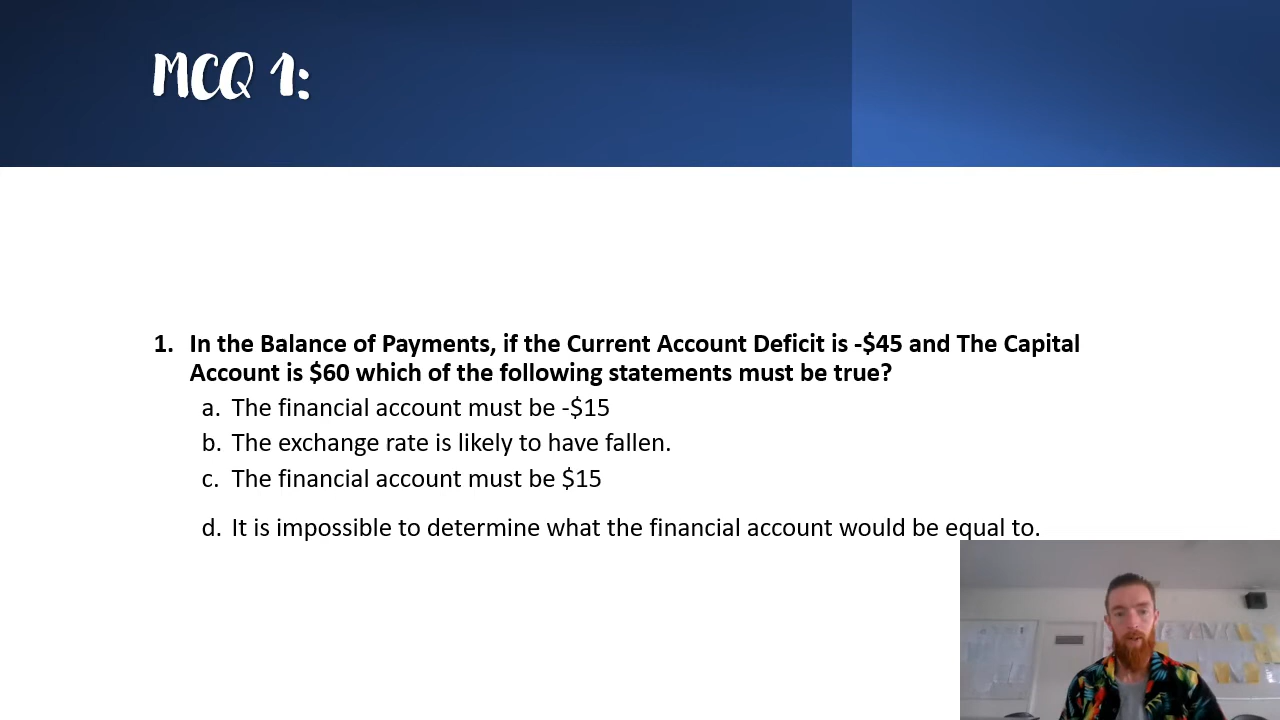 MCQ 1:
1. In the Balance of Payments, if the Current Account Deficit is -$45 and The Capital
Account is $60 which of the following statements must be true?
a. The financial account must be -$15
b. The exchange rate is likely to have fallen.
c. The financial account must be $15
d. It is impossible to determine what the financial account would be equal to.